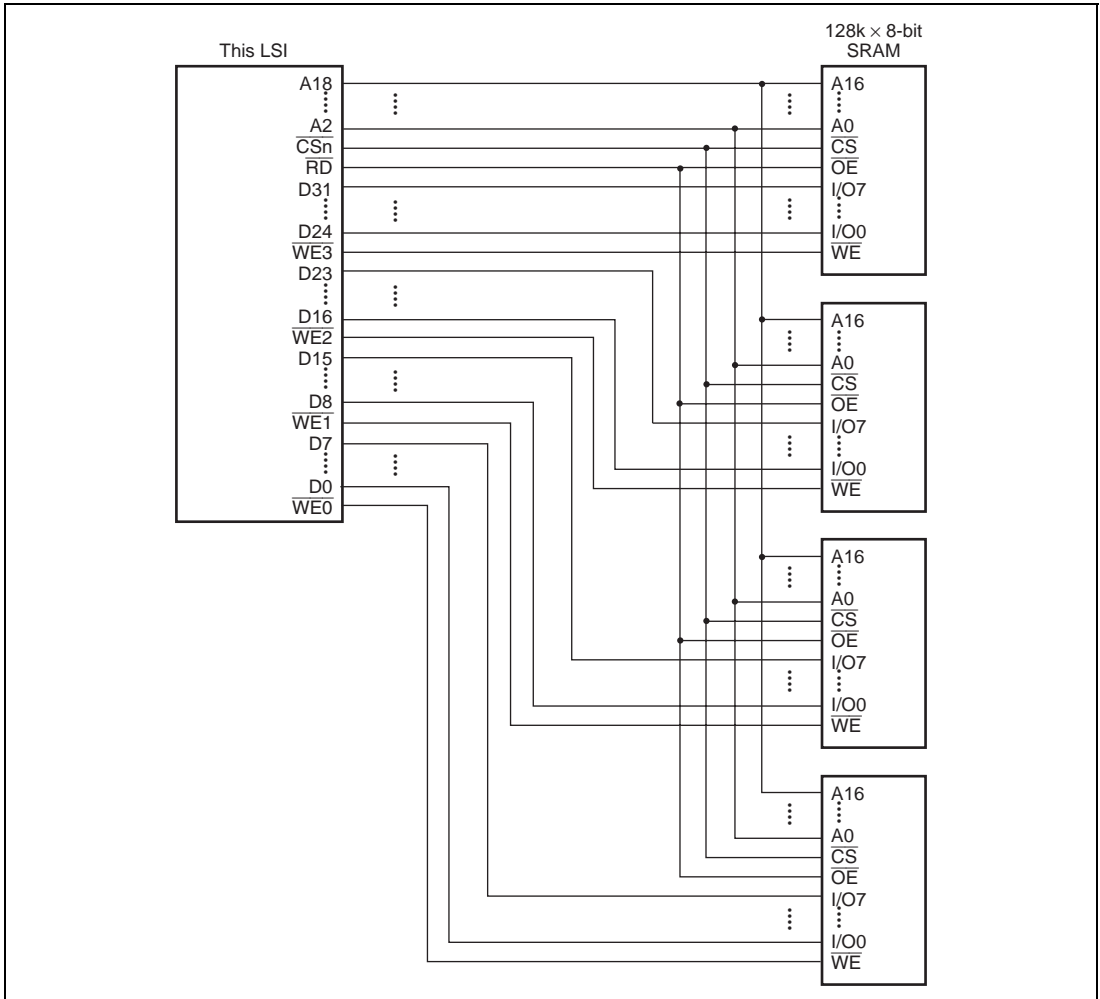 This LSI
A18
A2
CSn
RD
D31
D24
WE3
D23
D16
WE2
D15
D8
WE1
D7
D0
WE0
128k × 8-bit
SRAM
A16
A0
CS
OE
I/O7
I/O0
WE
A16
A0
CS
OE
I/O7
I/O0
WE
A16
A0
CS
OE
I/O7
I/O0
WE
A16
A0
CS
OE
I/O7
I/O0
WE